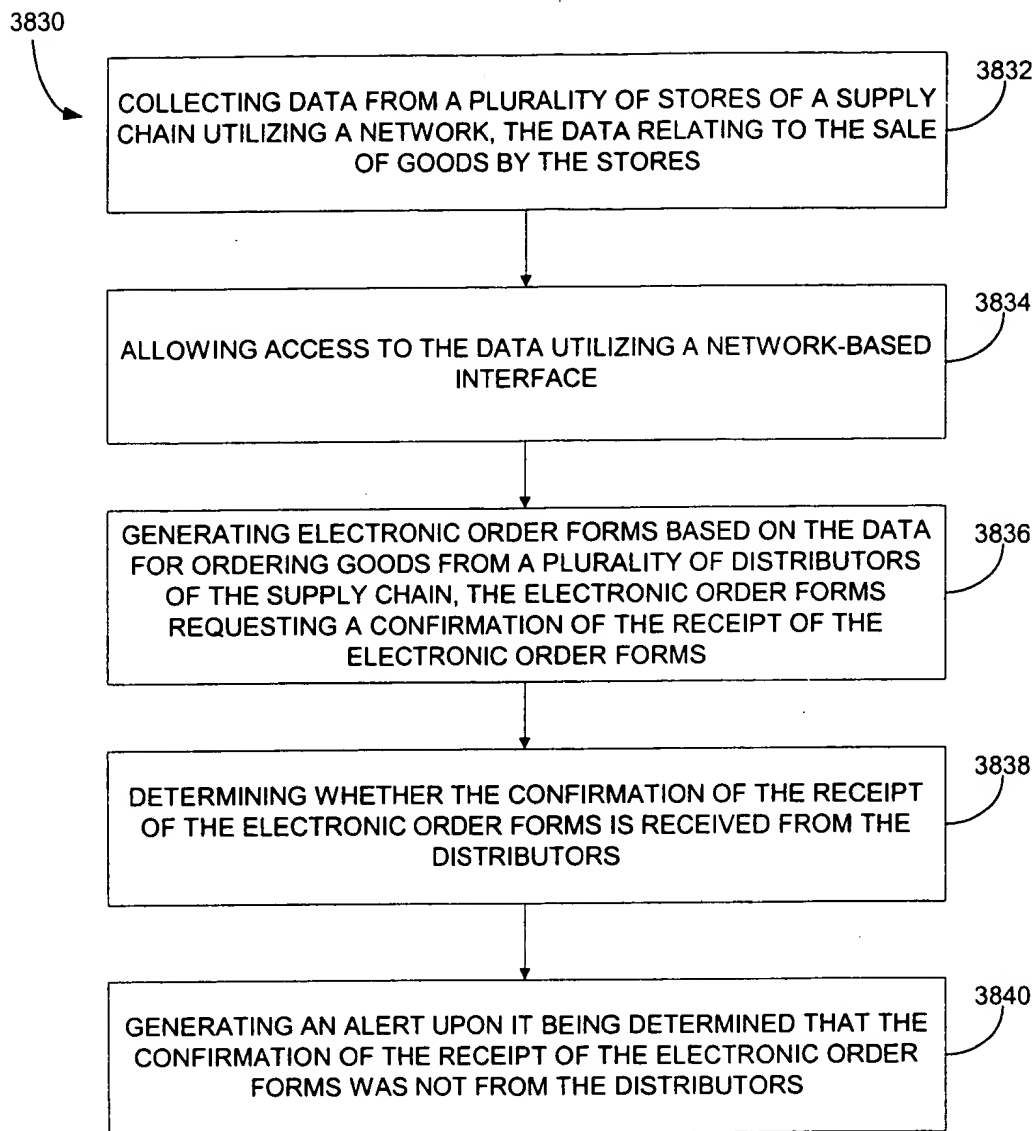 3830
3832
COLLECTING DATA FROM A PLURALITY OF STORES OF A SUPPLY
CHAIN UTILIZING A NETWORK, THE DATA RELATING TO THE SALE
OF GOODS BY THE STORES
3834
ALLOWING ACCESS TO THE DATA UTILIZING A NETWORK-BASED
INTERFACE
3836
GENERATING ELECTRONIC ORDER FORMS BASED ON THE DATA
FOR ORDERING GOODS FROM A PLURALITY OF DISTRIBUTORS
OF THE SUPPLY CHAIN, THE ELECTRONIC ORDER FORMS
REQUESTING A CONFIRMATION OF THE RECEIPT OF THE
ELECTRONIC ORDER FORMS
3838
DETERMINING WHETHER THE CONFIRMATION OF THE RECEIPT
OF THE ELECTRONIC ORDER FORMS IS RECEIVED FROM THE
DISTRIBUTORS
3840
GENERATING AN ALERT UPON IT BEING DETERMINED THAT THE
CONFIRMATION OF THE RECEIPT OF THE ELECTRONIC ORDER
FORMS WAS NOT FROM THE DISTRIBUTORS